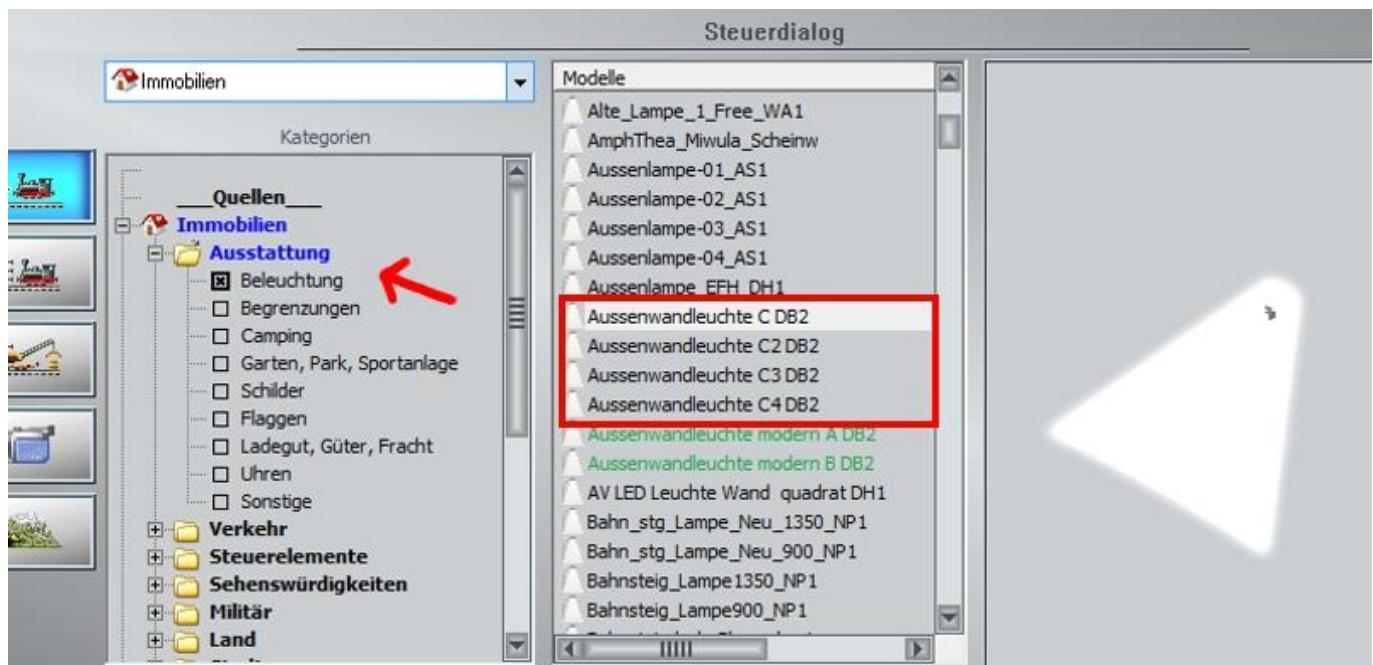 Steuerdialog
Immobilien
Kategorien
___Quellen___
Immobilien
Ausstattung
Beleuchtung
Begrenzungen
Camping
Garten, Park, Sportanlage
Schilder
Flaggen
Ladegut, Güter, Fracht
Uhren
Sonstige
Verkehr
Steuerelemente
Sehenswürdigkeiten
Militär
Land
Modelle
Alte_Lampe_1_Free_WA1
AmphThea_Miwula_Scheinw
Aussenlampe-01_AS1
Aussenlampe-02_AS1
Aussenlampe-03_AS1
Aussenlampe-04_AS1
Aussenlampe_EFH_DH1
Aussenwandleuchte C DB2
Aussenwandleuchte C2 DB2
Aussenwandleuchte C3 DB2
Aussenwandleuchte C4 DB2
Aussenwandleuchte modern A DB2
Aussenwandleuchte modern B DB2
AV LED Leuchte Wand quadrat DH1
Bahn_stg_Lampe_Neu_1350_NP1
Bahn_stg_Lampe_Neu_900_NP1
Bahnsteig_Lampe1350_NP1
Bahnsteig_Lampe900_NP1